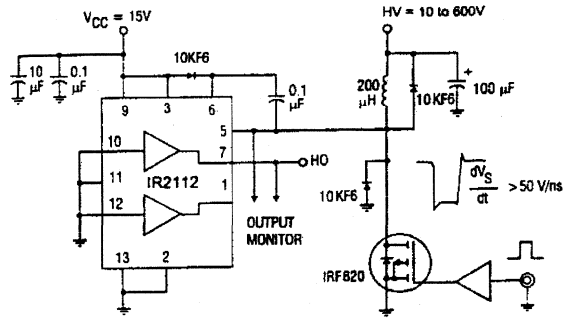 VCC = 15V
HV = 10 to 600V
10KF6
10 µF
0.1 µF
0.1 µF
200 µH
10KF6
100 µF
+
9
3
6
5
10
7
HO
11
IR2112
1
12
OUTPUT MONITOR
10KF6
dVS
dt
> 50 V/ns
13
2
IRF820